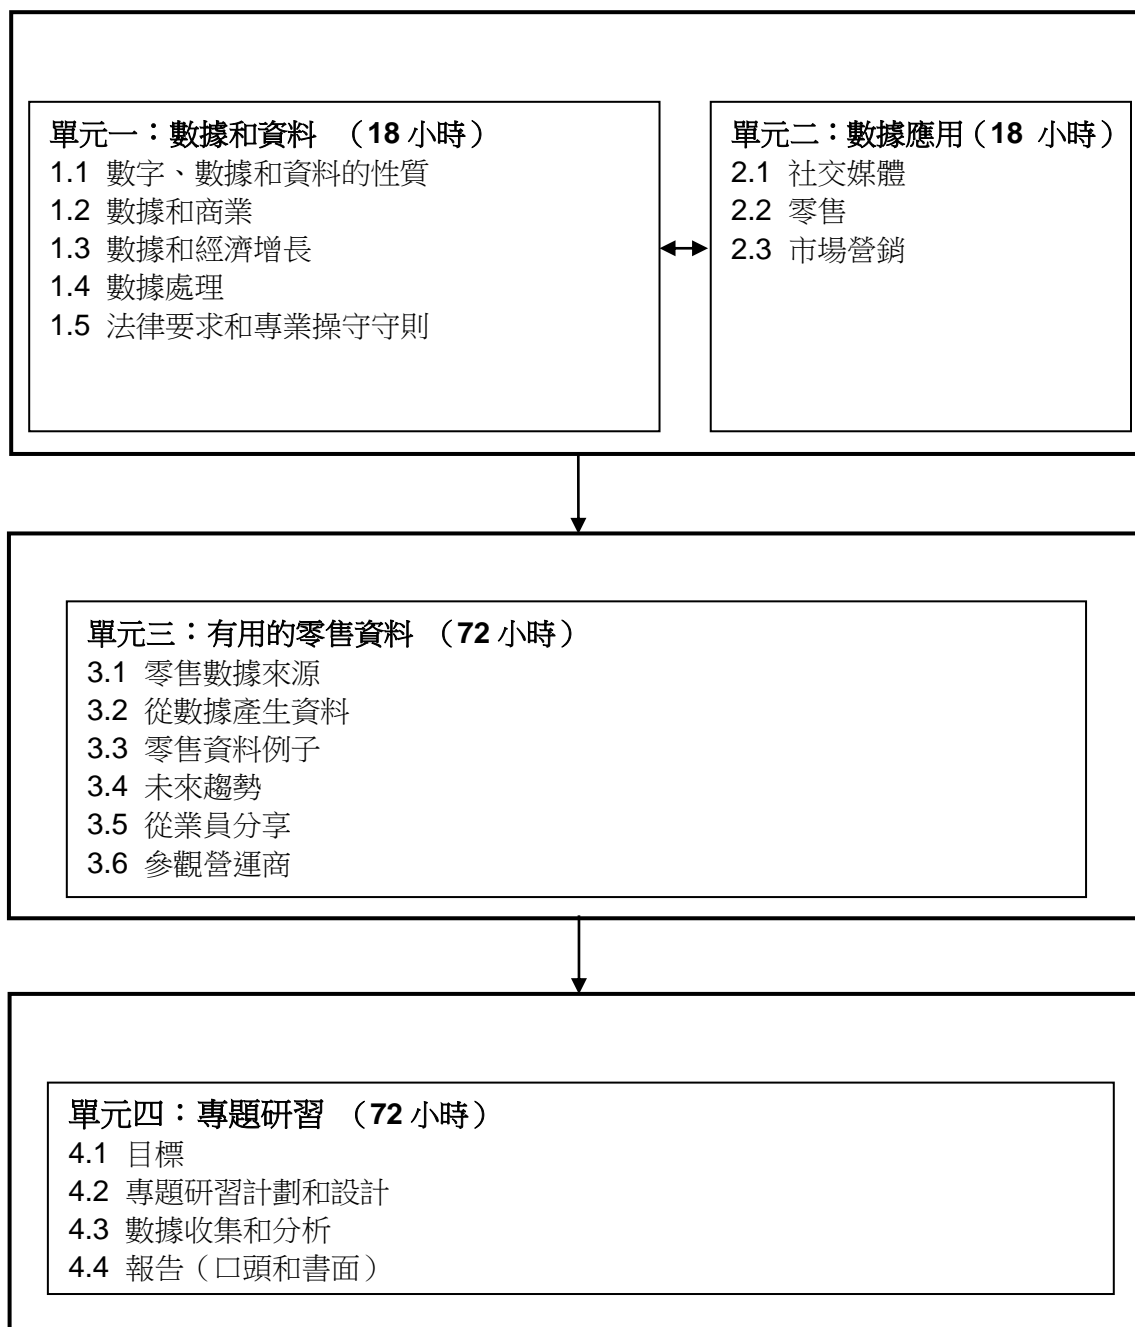 單元一：數據和資料 （18 小時）
1.1 數字、數據和資料的性質
1.2 數據和商業
1.3 數據和經濟增長
1.4 數據處理
1.5 法律要求和專業操守守則
單元二：數據應用（18 小時）
2.1 社交媒體
2.2 零售
2.3 市場營銷
單元三：有用的零售資料 （72 小時）
3.1 零售數據來源
3.2 從數據產生資料
3.3 零售資料例子
3.4 未來趨勢
3.5 從業員分享
3.6 參觀營運商
單元四：專題研習 （72 小時）
4.1 目標
4.2 專題研習計劃和設計
4.3 數據收集和分析
4.4 報告（口頭和書面）